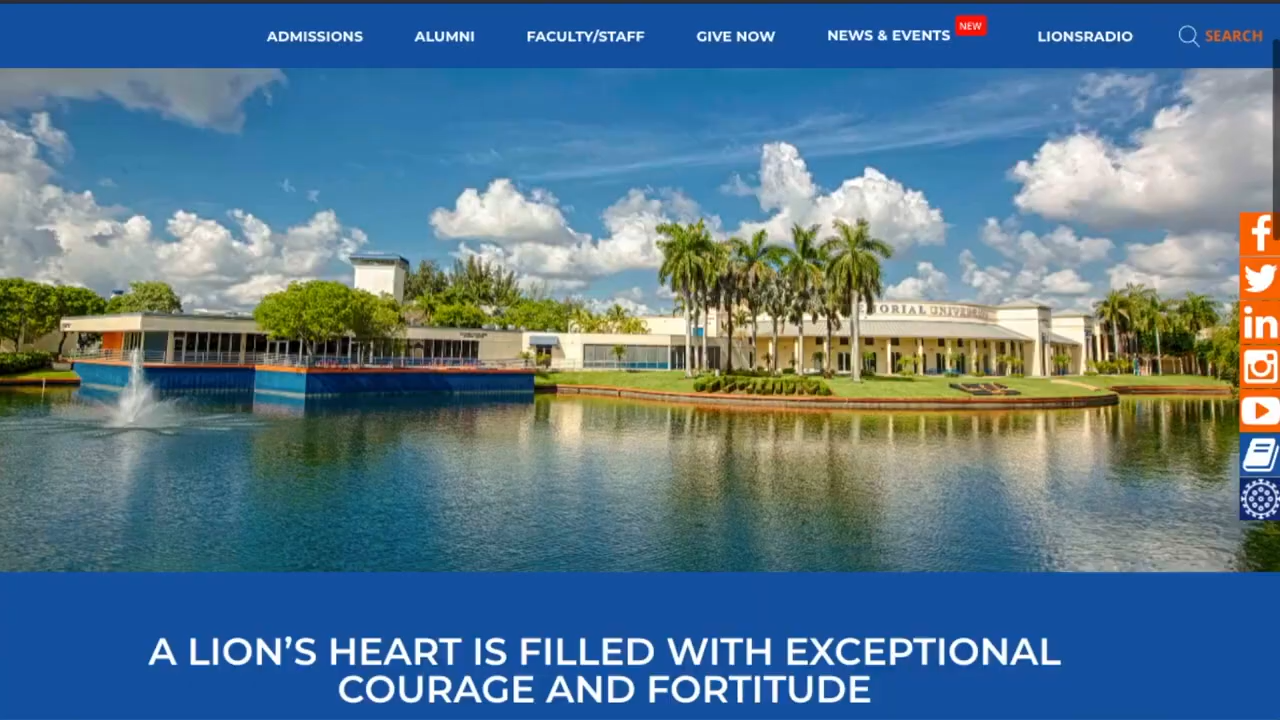 ADMISSIONS
ALUMNI
FACULTY/STAFF
GIVE NOW
NEWS & EVENTS
NEW
LIONSRADIO
SEARCH
UNIVERSITY
A LION’S HEART IS FILLED WITH EXCEPTIONAL
COURAGE AND FORTITUDE